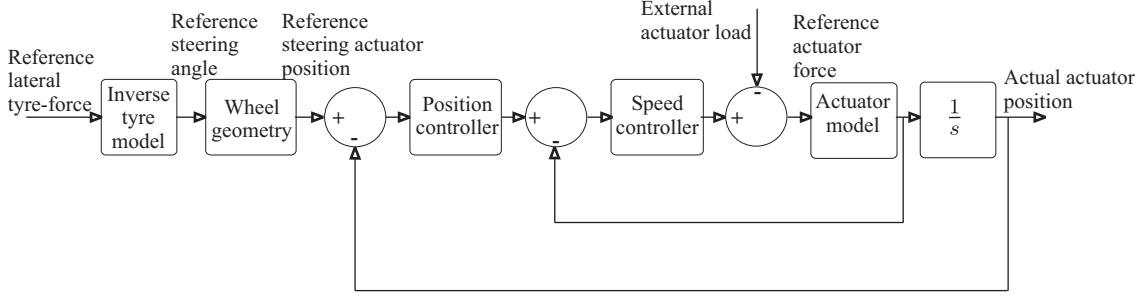 Reference
lateral
tyre-force
Inverse
tyre
model
Reference
steering
angle
Wheel
geometry
Reference
steering actuator
position
+
-
Position
controller
+
-
Speed
controller
External
actuator load
-
+
Reference
actuator
force
Actuator
model
1
s
Actual actuator
position